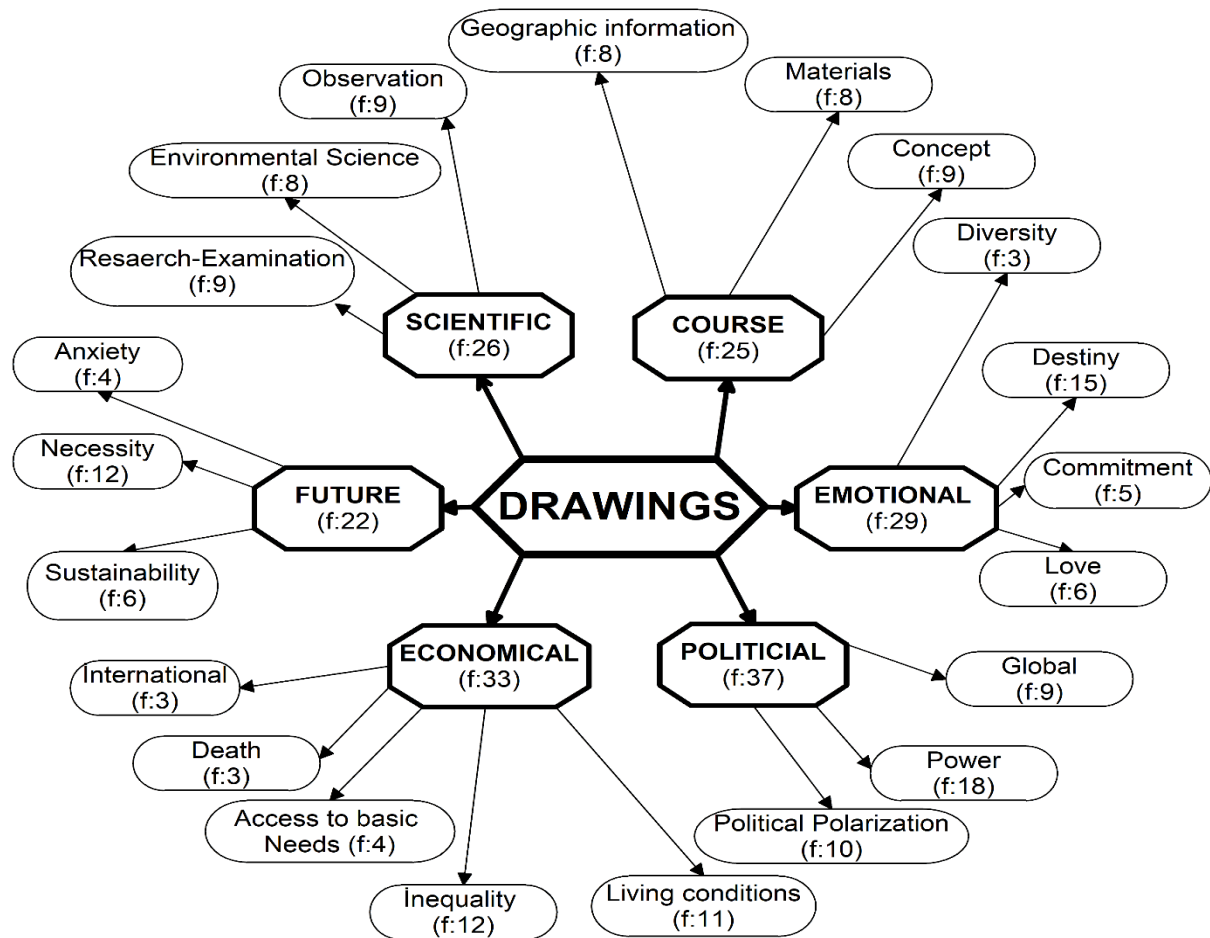 Geographic information
(f:8)
Observation
(f:9)
Materials
(f:8)
Environmental Science
(f:8)
Concept
(f:9)
Resaerch-Examination
(f:9)
Diversity
(f:3)
SCIENTIFIC
(f:26)
COURSE
(f:25)
Anxiety
(f:4)
Destiny
(f:15)
Necessity
(f:12)
FUTURE
(f:22)
DRAWINGS
EMOTIONAL
(f:29)
Commitment
(f:5)
Sustainability
(f:6)
Love
(f:6)
ECONOMICAL
(f:33)
POLITICIAL
(f:37)
International
(f:3)
Global
(f:9)
Death
(f:3)
Power
(f:18)
Access to basic
Needs (f:4)
Political Polarization
(f:10)
İnequality
(f:12)
Living conditions
(f:11)